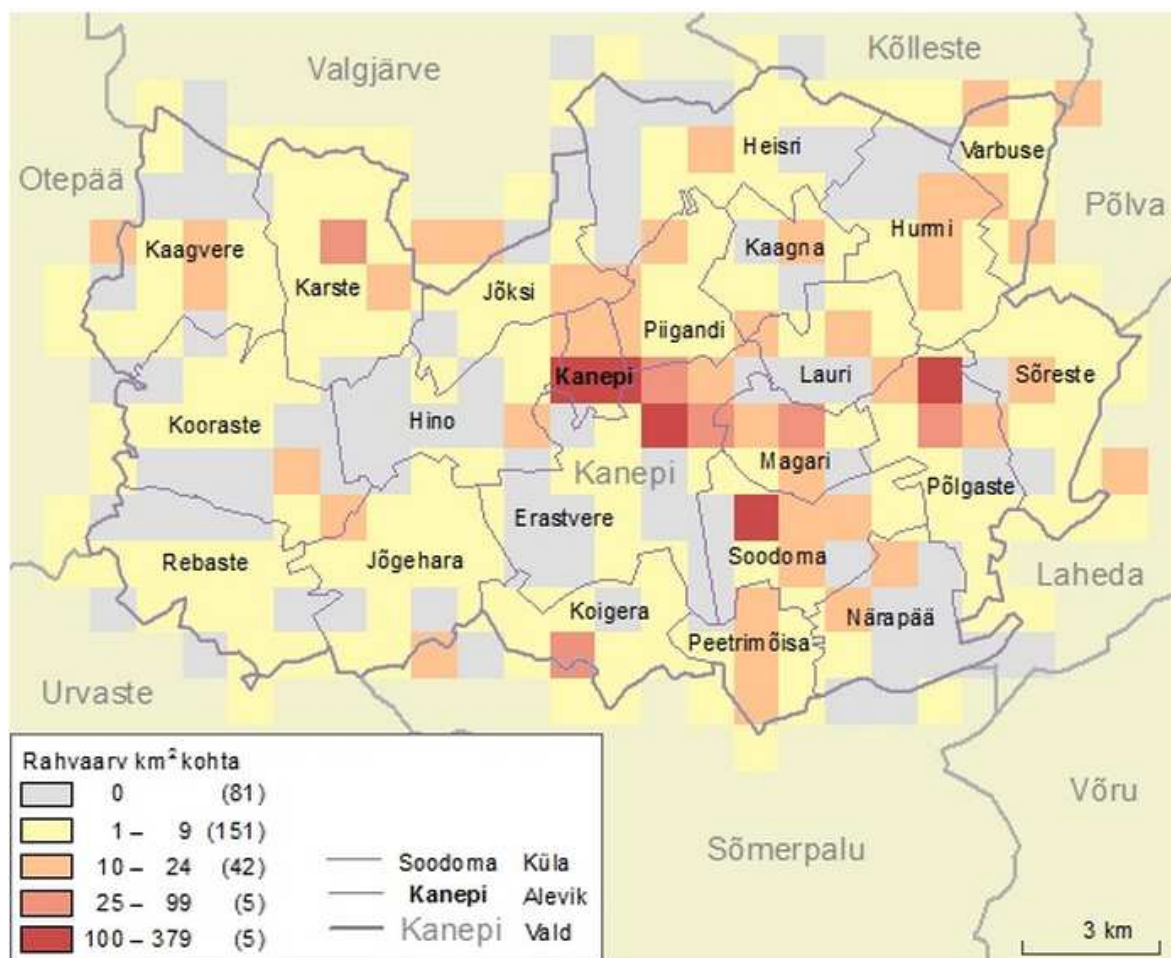 Kõlleste
Valgjärve
Heisri
Varbuse
Otepää
Põlva
Kaagvere
Kaagna
Hurmi
Karste
Jõksi
Piigandi
Kanepi
Lauri
Sõreste
Kooraste
Hino
Magari
Kanepi
Põlgaste
Erastvere
Rebaste
Jõgehara
Soodoma
Laheda
Koigera
Närapää
Peetrimõisa
Urvaste
Rahvaarv km² kohta
0 (81)
1 – 9 (151)
10 – 24 (42)
25 – 99 (5)
100 – 379 (5)
Soodoma Küla
Kanepi Alevik
Kanepi Vald
Sõmerpalu
Võru
3 km